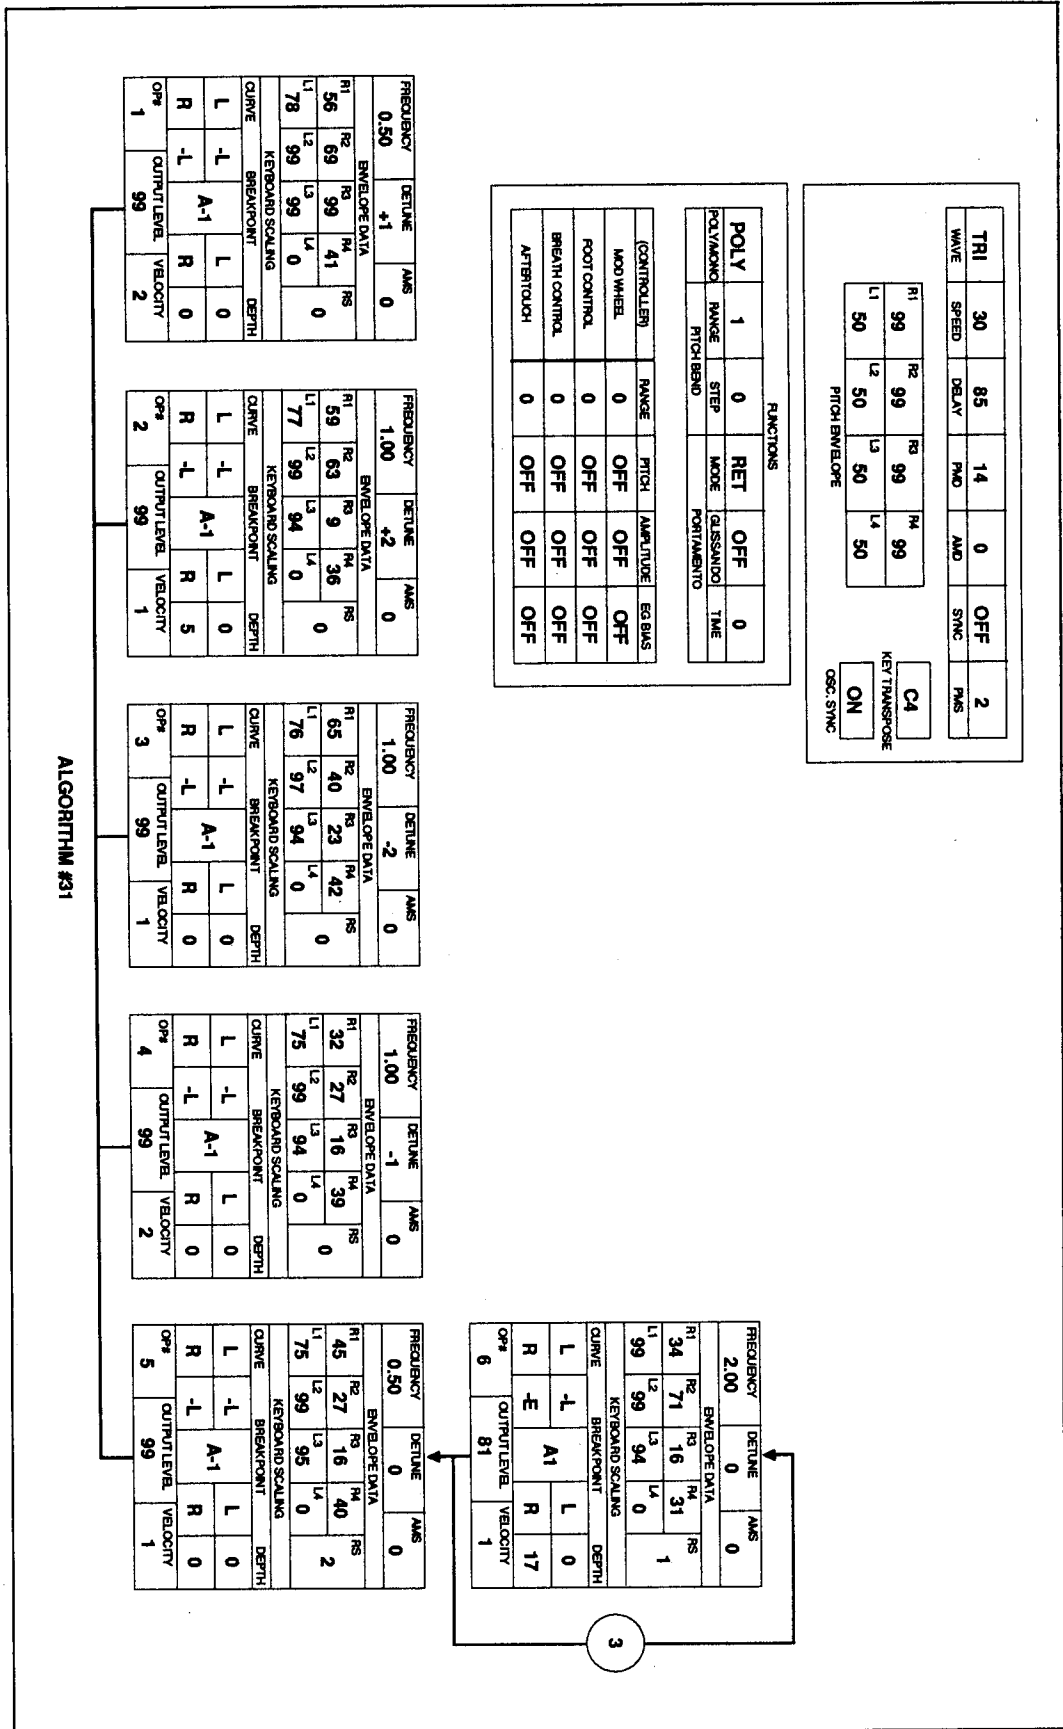 TRI 30 85 14 0 OFF 2
WAVE SPEED DELAY PMD AMD SYNC PMS
R1 99 R2 99 R3 99 R4 99
L1 50 L2 50 L3 50 L4 50
PITCH ENVELOPE
C4
KEY TRANSPOSE
ON
OSC. SYNC
FUNCTIONS
POLY 1 0 RET OFF 0
POLY/MONO RANGE STEP MODE GLISSANDO TIME
PITCH BEND PORTAMENTO
(CONTROLLER) RANGE PITCH AMPLITUDE EG BIAS
MOD WHEEL 0 OFF OFF OFF
FOOT CONTROL 0 OFF OFF OFF
BREATH CONTROL 0 OFF OFF OFF
AFTERTOUCH 0 OFF OFF OFF
FREQUENCY DETUNE AMS
2.00 0 0
ENVELOPE DATA
R1 34 R2 71 R3 16 R4 31 RS 1
L1 99 L2 99 L3 94 L4 0
KEYBOARD SCALING
CURVE BREAKPOINT DEPTH
L -L A1 L 0
R -E R 17
OP# OUTPUT LEVEL VELOCITY
6 81 1
3
FREQUENCY DETUNE AMS
0.50 +1 0
ENVELOPE DATA
R1 56 R2 69 R3 99 R4 41 RS 0
L1 78 L2 99 L3 99 L4 0
KEYBOARD SCALING
CURVE BREAKPOINT DEPTH
L -L A-1 L 0
R -L R 0
OP# OUTPUT LEVEL VELOCITY
1 99 2
FREQUENCY DETUNE AMS
1.00 +2 0
ENVELOPE DATA
R1 59 R2 63 R3 9 R4 36 RS 0
L1 77 L2 99 L3 94 L4 0
KEYBOARD SCALING
CURVE BREAKPOINT DEPTH
L -L A-1 L 0
R -L R 5
OP# OUTPUT LEVEL VELOCITY
2 99 1
FREQUENCY DETUNE AMS
1.00 -2 0
ENVELOPE DATA
R1 65 R2 40 R3 23 R4 42 RS 0
L1 76 L2 97 L3 94 L4 0
KEYBOARD SCALING
CURVE BREAKPOINT DEPTH
L -L A-1 L 0
R -L R 0
OP# OUTPUT LEVEL VELOCITY
3 99 1
FREQUENCY DETUNE AMS
1.00 -1 0
ENVELOPE DATA
R1 32 R2 27 R3 16 R4 39 RS 0
L1 75 L2 99 L3 94 L4 0
KEYBOARD SCALING
CURVE BREAKPOINT DEPTH
L -L A-1 L 0
R -L R 0
OP# OUTPUT LEVEL VELOCITY
4 99 2
FREQUENCY DETUNE AMS
0.50 0 0
ENVELOPE DATA
R1 45 R2 27 R3 16 R4 40 RS 2
L1 75 L2 99 L3 95 L4 0
KEYBOARD SCALING
CURVE BREAKPOINT DEPTH
L -L A-1 L 0
R -L R 0
OP# OUTPUT LEVEL VELOCITY
5 99 1
ALGORITHM #31